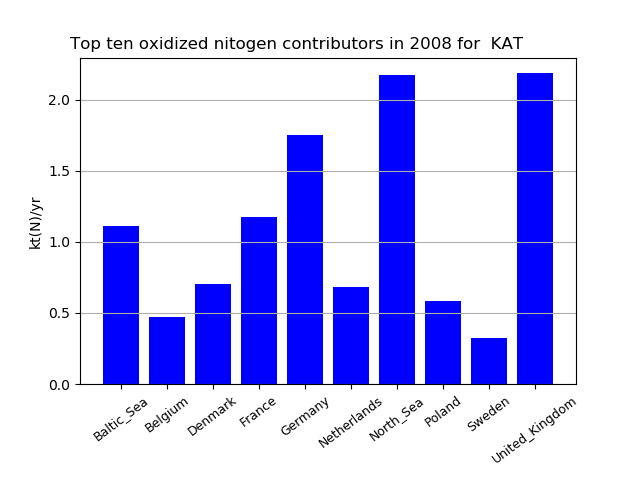 Top ten oxidized nitogen contributors in 2008 for  KAT
kt(N)/yr
2.0
1.5
1.0
0.5
0.0
Baltic_Sea
Belgium
Denmark
France
Germany
Netherlands
North_Sea
Poland
Sweden
United_Kingdom